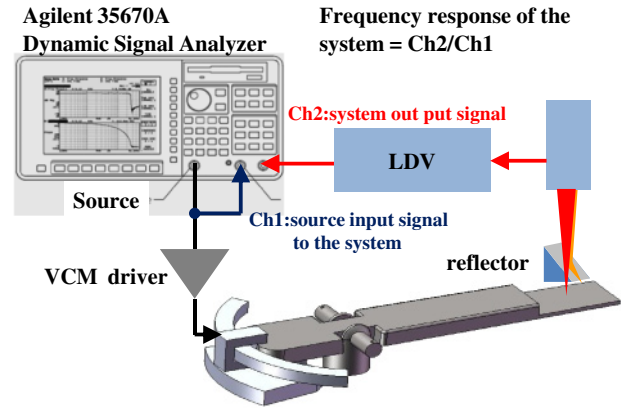 Agilent 35670A
Dynamic Signal Analyzer
Frequency response of the
system = Ch2/Ch1
Ch2:system out put signal
LDV
Source
Ch1:source input signal
to the system
VCM driver
reflector